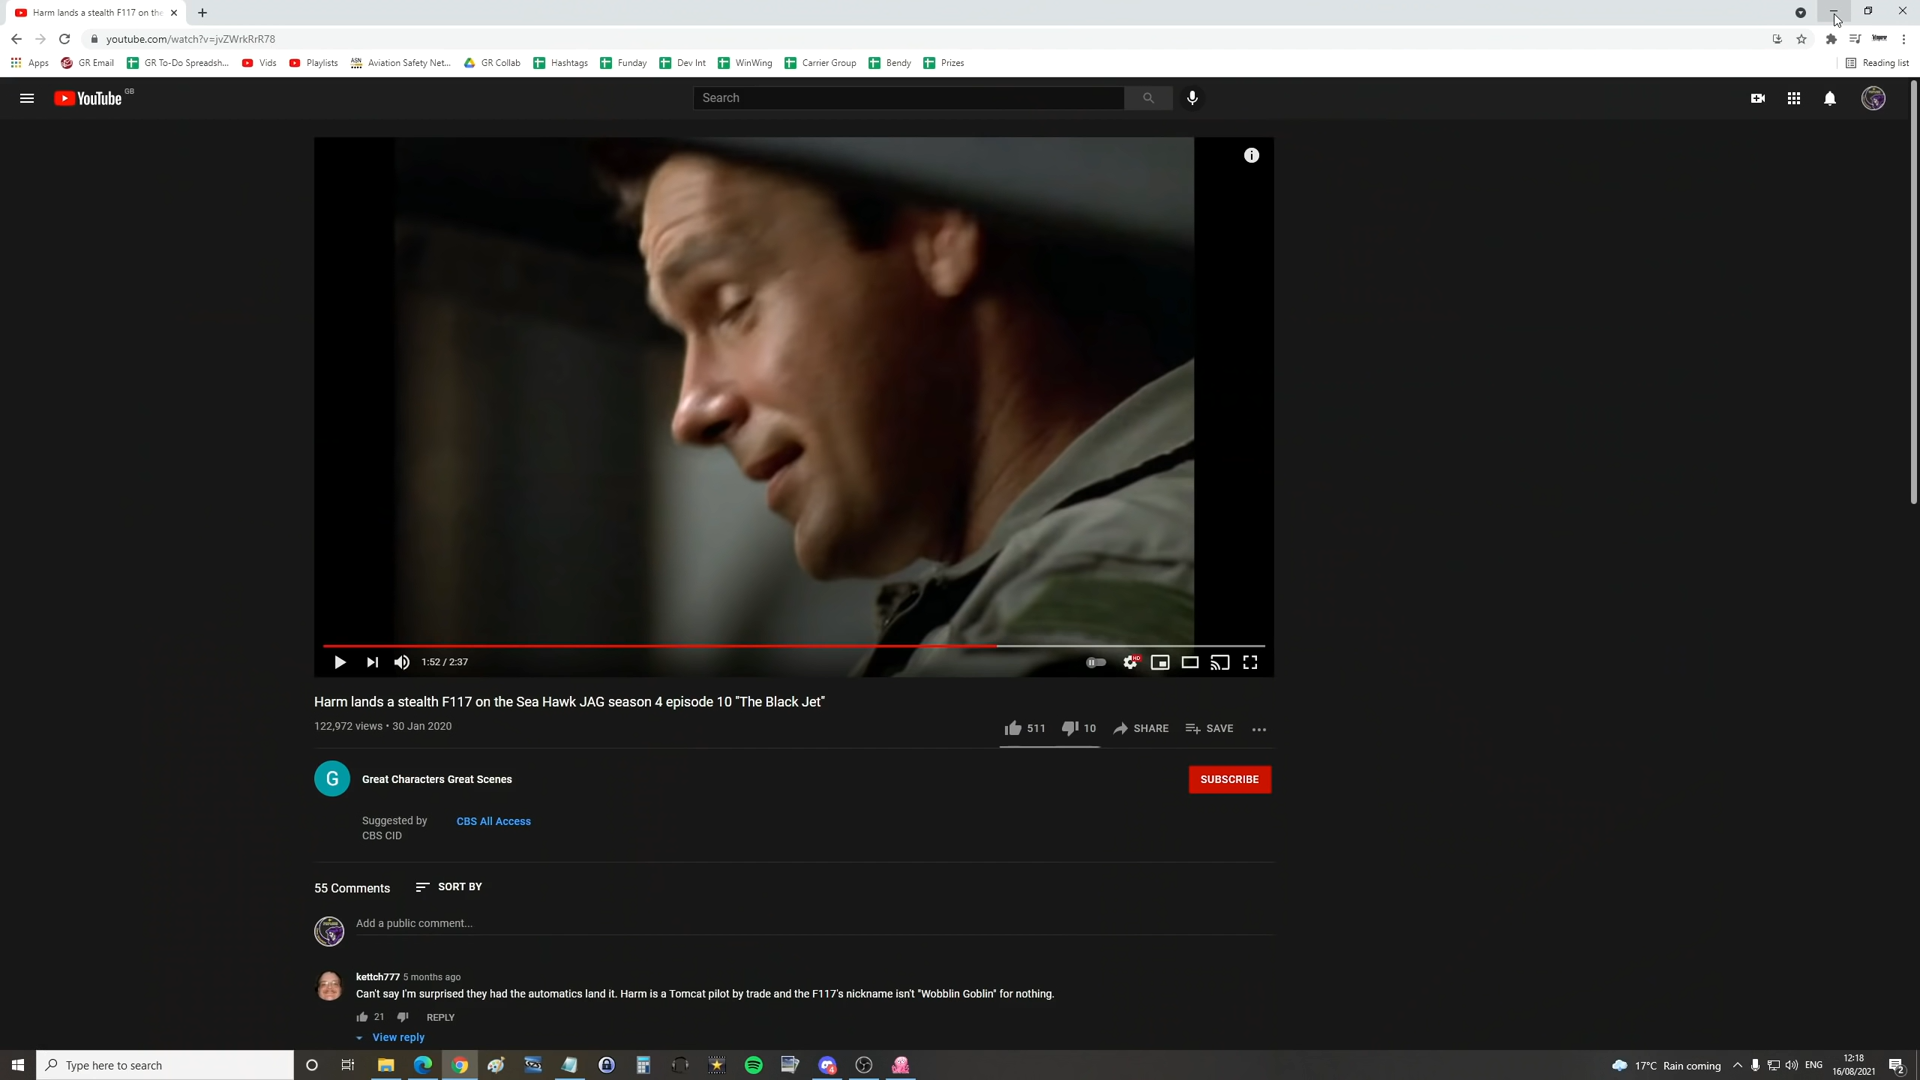 Harm lands a stealth F117 on the
youtube.com/watch?v=jvZWrkRrR78
Apps GR Email GR To-Do Spreadsh... Vids Playlists ASN Aviation Safety Net... GR Collab Hashtags Funday Dev Int WinWing Carrier Group Bendy Prizes Reading list
YouTube GB Search
i
1:52 / 2:37 HD
Harm lands a stealth F117 on the Sea Hawk JAG season 4 episode 10 "The Black Jet"
122,972 views • 30 Jan 2020 511 10 SHARE SAVE
G Great Characters Great Scenes SUBSCRIBE
Suggested by CBS All Access
CBS CID
55 Comments SORT BY
Add a public comment...
kettch777 5 months ago
Can't say I'm surprised they had the automatics land it. Harm is a Tomcat pilot by trade and the F117's nickname isn't "Wobblin Goblin" for nothing.
21 REPLY
View reply
Type here to search 4 17°C Rain coming ENG 12:18
16/08/2021 2